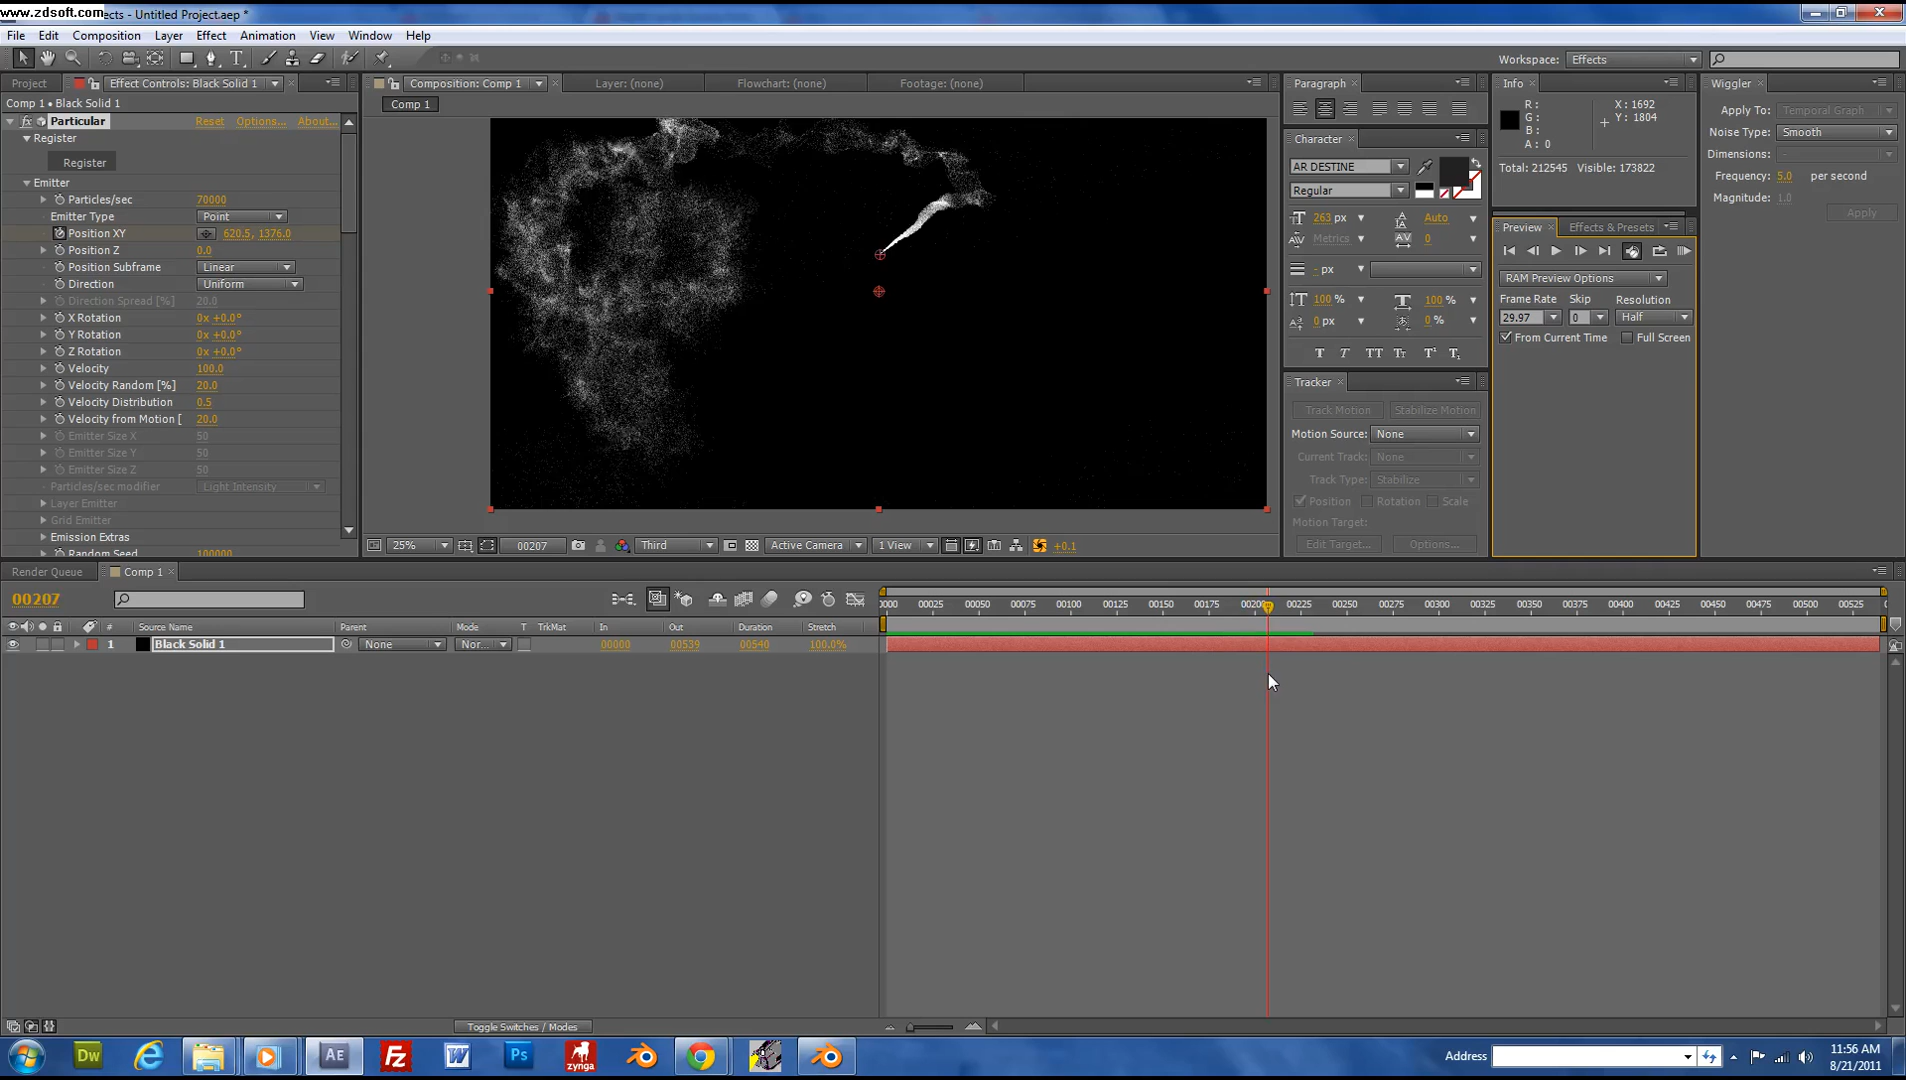 www.zdsoft.com ects - Untitled Project.aep *
File Edit Composition Layer Effect Animation View Window Help
Workspace: Effects
Project Effect Controls: Black Solid 1 Composition: Comp 1 Layer: (none) Flowchart: (none) Footage: (none) Paragraph Info Wiggler
Comp 1 • Black Solid 1
Comp 1
fx Particular Reset Options... About...
Register
Register
Emitter
Particles/sec 70000
Emitter Type Point
Position XY 620.5, 1376.0
Position Z 0.0
Position Subframe Linear
Direction Uniform
Direction Spread [%] 20.0
X Rotation 0x +0.0°
Y Rotation 0x +0.0°
Z Rotation 0x +0.0°
Velocity 100.0
Velocity Random [%] 20.0
Velocity Distribution 0.5
Velocity from Motion [ 20.0
Emitter Size X 50
Emitter Size Y 50
Emitter Size Z 50
Particles/sec modifier Light Intensity
Layer Emitter
Grid Emitter
Emission Extras
Random Seed 100000
25% 00207 Third Active Camera 1 View +0.1
Character
AR DESTINE
Regular
263 px Auto
Metrics 0
- px
100 % 100 %
0 px 0 %
T T TT Tt T¹ T₁
Tracker
Track Motion Stabilize Motion
Motion Source: None
Current Track: None
Track Type: Stabilize
Position Rotation Scale
Motion Target:
Edit Target... Options...
R: X: 1692
G: Y: 1804
B:
A: 0
Total: 212545 Visible: 173822
Preview Effects & Presets
RAM Preview Options
Frame Rate Skip Resolution
29.97 0 Half
From Current Time Full Screen
Apply To: Temporal Graph
Noise Type: Smooth
Dimensions: -
Frequency: 5.0 per second
Magnitude: 1.0
Apply
Render Queue Comp 1
00207
0000 00025 00050 00075 00100 00125 00150 00175 0020 00225 00250 00275 00300 00325 00350 00375 00400 00425 00450 00475 00500 00525
# Source Name Parent Mode T TrkMat In Out Duration Stretch
1 Black Solid 1 None Nor... 00000 00539 00540 100.0%
Toggle Switches / Modes
Dw AE Fz W Ps zynga
Address
11:56 AM
8/21/2011